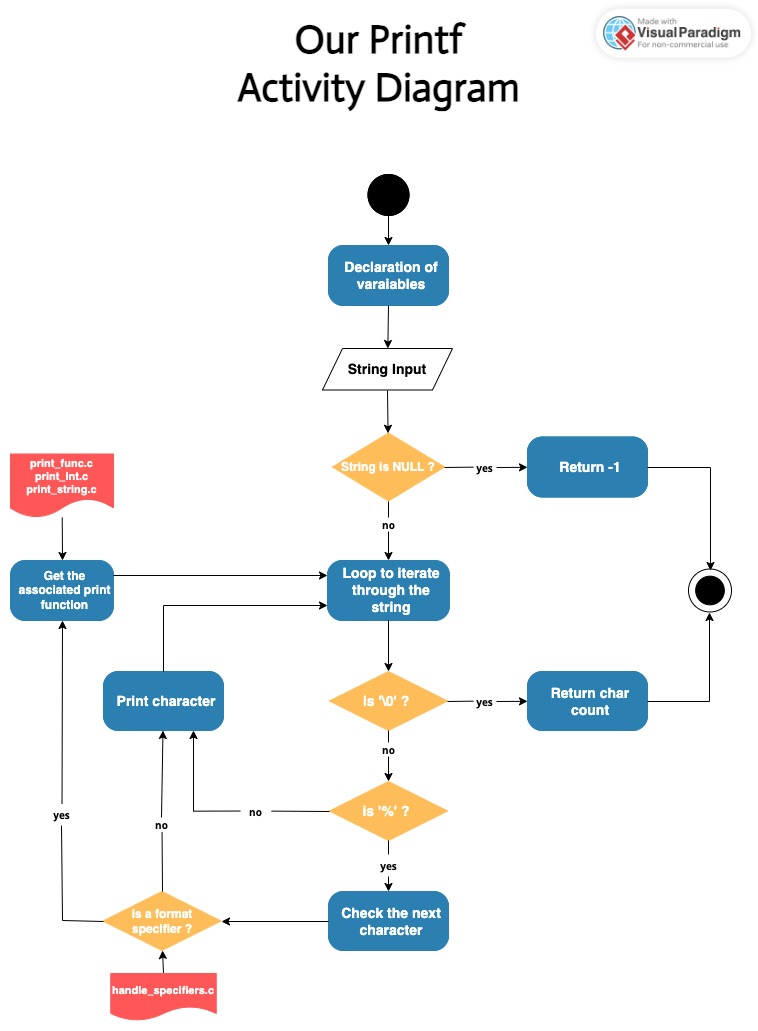 Our Printf
Activity Diagram
Made with
Visual Paradigm
For non-commercial use
Declaration of
varaiables
String Input
String is NULL ?
yes
Return -1
no
print_func.c
print_int.c
print_string.c
Get the
associated print
function
Loop to iterate
through the
string
Print character
is '\0' ?
yes
Return char
count
no
is '%' ?
no
yes
no
yes
Check the next
character
is a format
specifier ?
handle_specifiers.c